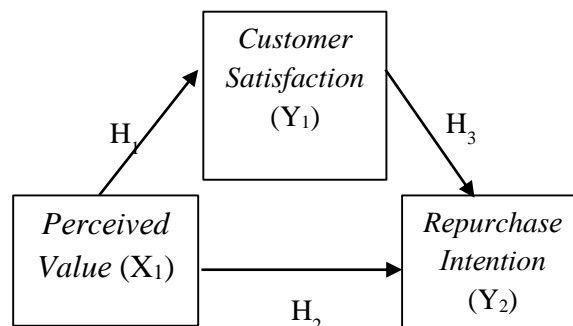 Customer
Satisfaction
(Y₁)
H₁
H₃
Perceived
Value (X₁)
Repurchase
Intention
(Y₂)
H₂